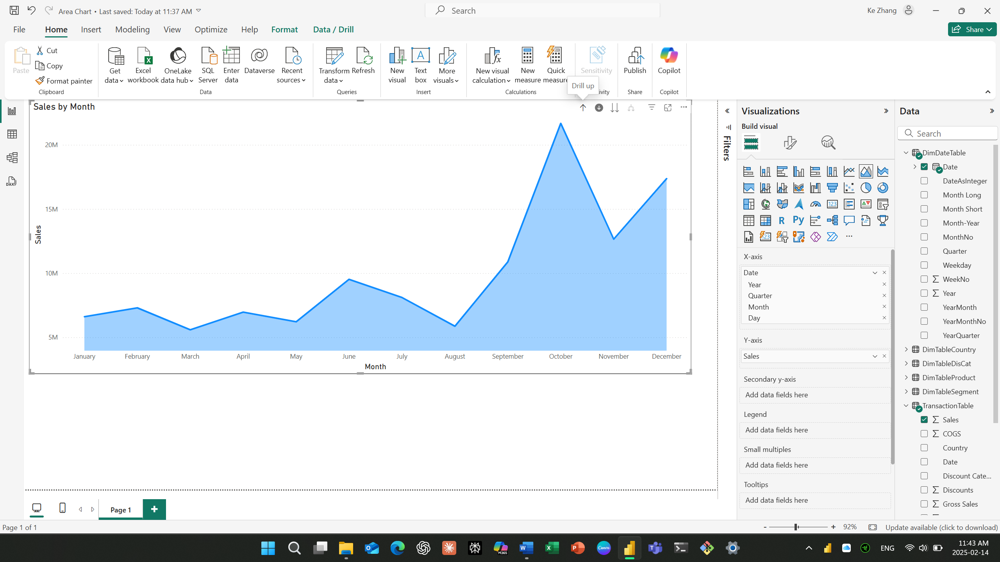 Area Chart • Last saved: Today at 11:37 AM
Search
Ke Zhang
File
Home
Insert
Modeling
View
Optimize
Help
Format
Data / Drill
Share
Paste
Cut
Copy
Format painter
Clipboard
Get data
Excel workbook
OneLake data hub
SQL Server
Enter data
Dataverse
Recent sources
Data
Transform data
Refresh
Queries
New visual
Text box
More visuals
Insert
New visual calculation
New measure
Quick measure
Calculations
Sensitivity
Drill up
Publish
Share
Copilot
Copilot
Sales by Month
20M
15M
10M
5M
Sales
January
February
March
April
May
June
July
August
September
October
November
December
Month
DAX
Filters
Visualizations
Build visual
123
R
Py
123
X-axis
Date
Year
Quarter
Month
Day
Y-axis
Sales
Secondary y-axis
Add data fields here
Legend
Add data fields here
Small multiples
Add data fields here
Tooltips
Add data fields here
Data
Search
DimDateTable
Date
DateAsInteger
Month Long
Month Short
Month-Year
MonthNo
Quarter
Weekday
WeekNo
Year
YearMonth
YearMonthNo
YearQuarter
DimTableCountry
DimTableDisCat
DimTableProduct
DimTableSegment
TransactionTable
Sales
COGS
Country
Date
Discount Cate...
Discounts
Gross Sales
Page 1
Page 1 of 1
92%
Update available (click to download)
M365
Canva
ENG
11:43 AM
2025-02-14